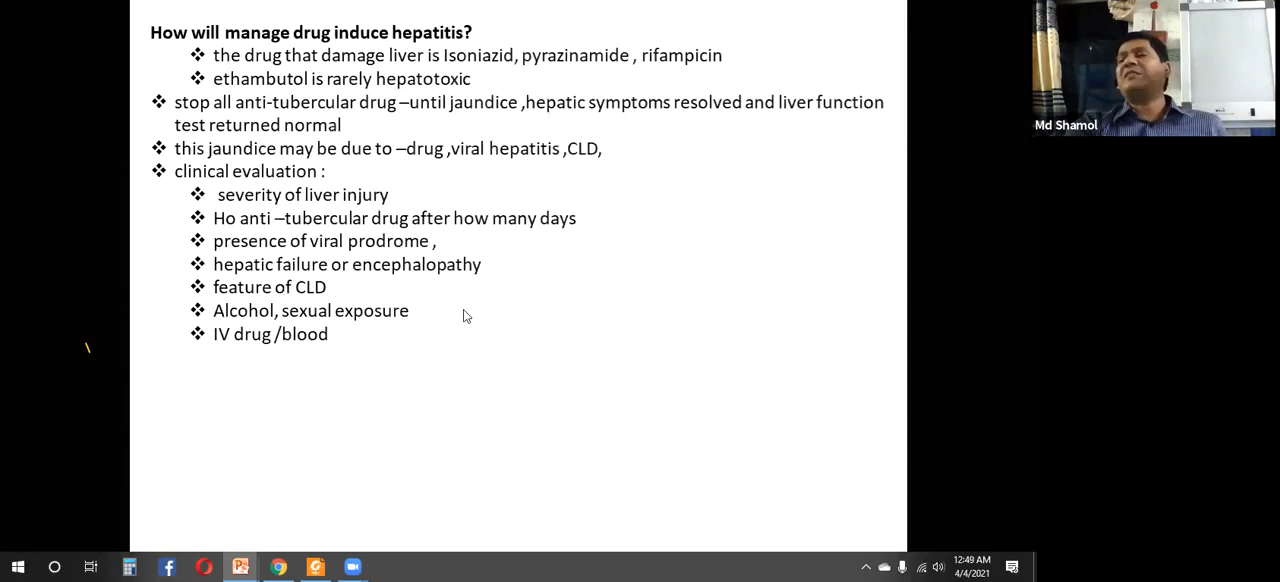 How will manage drug induce hepatitis?
the drug that damage liver is Isoniazid, pyrazinamide , rifampicin
ethambutol is rarely hepatotoxic
stop all anti-tubercular drug –until jaundice ,hepatic symptoms resolved and liver function
test returned normal
this jaundice may be due to –drug ,viral hepatitis ,CLD,
clinical evaluation :
severity of liver injury
Ho anti –tubercular drug after how many days
presence of viral prodrome ,
hepatic failure or encephalopathy
feature of CLD
Alcohol, sexual exposure
IV drug /blood
Md Shamol
12:49 AM
4/4/2021